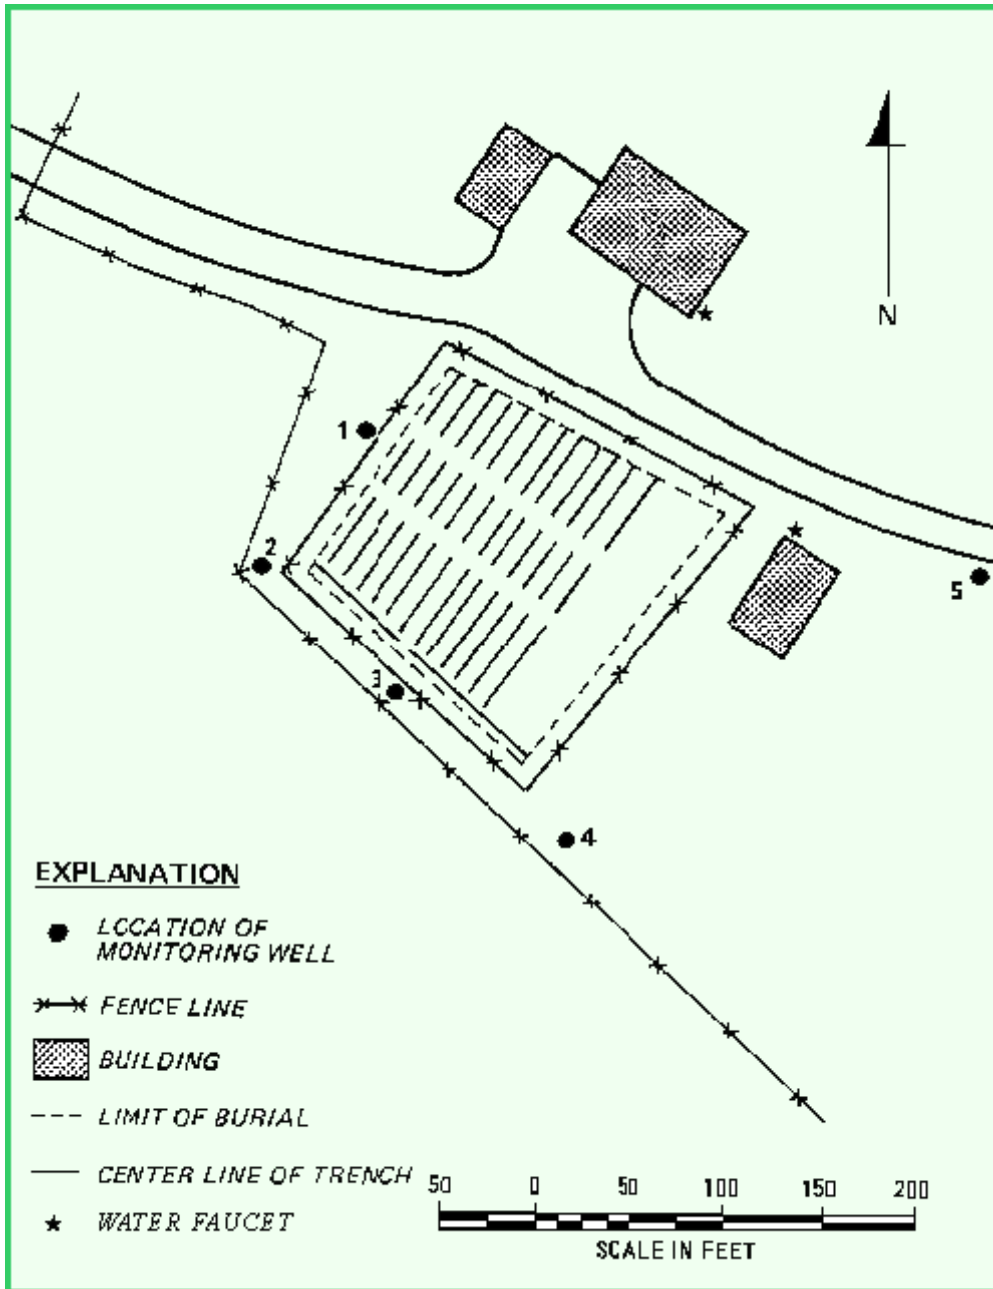 N
1
2
3
4
5
EXPLANATION
LOCATION OF
MONITORING WELL
FENCE LINE
BUILDING
LIMIT OF BURIAL
CENTER LINE OF TRENCH
WATER FAUCET
50 0 50 100 150 200
SCALE IN FEET